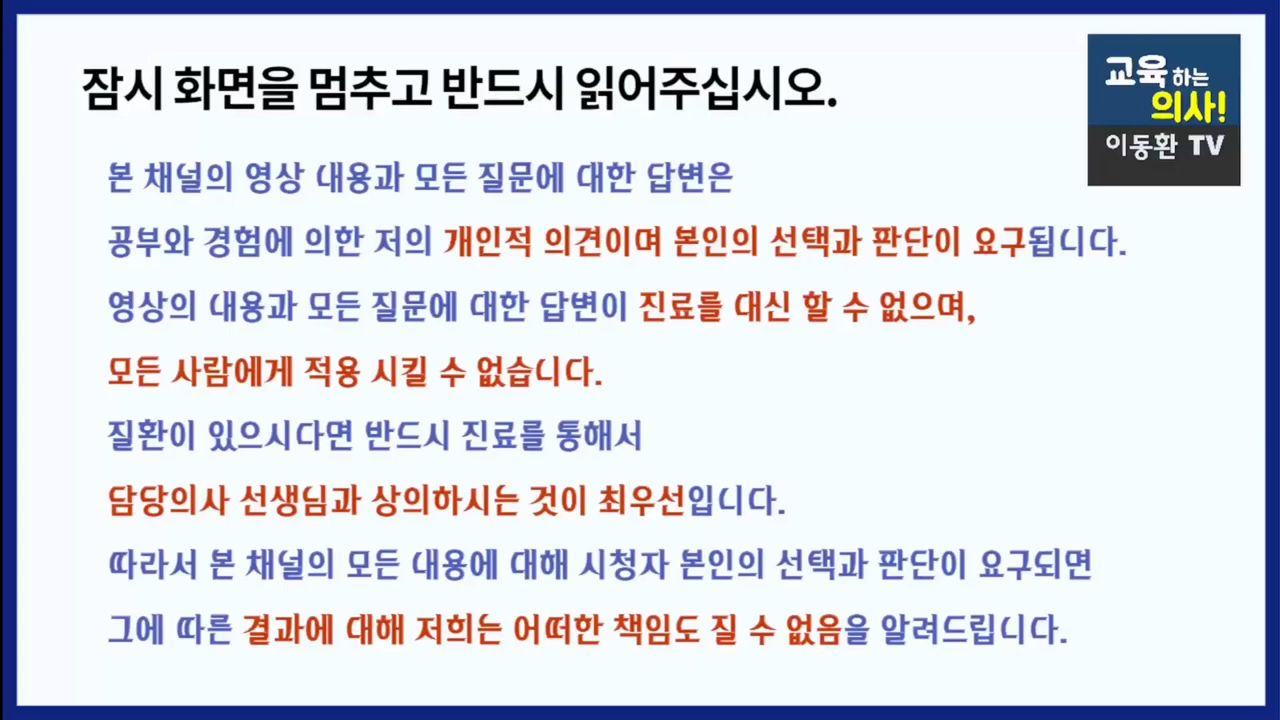 잠시 화면을 멈추고 반드시 읽어주십시오.
교육하는
의사!
이동환 TV
본 채널의 영상 내용과 모든 질문에 대한 답변은
공부와 경험에 의한 저의 개인적 의견이며 본인의 선택과 판단이 요구됩니다.
영상의 내용과 모든 질문에 대한 답변이 진료를 대신 할 수 없으며,
모든 사람에게 적용 시킬 수 없습니다.
질환이 있으시다면 반드시 진료를 통해서
담당의사 선생님과 상의하시는 것이 최우선입니다.
따라서 본 채널의 모든 내용에 대해 시청자 본인의 선택과 판단이 요구되면
그에 따른 결과에 대해 저희는 어떠한 책임도 질 수 없음을 알려드립니다.